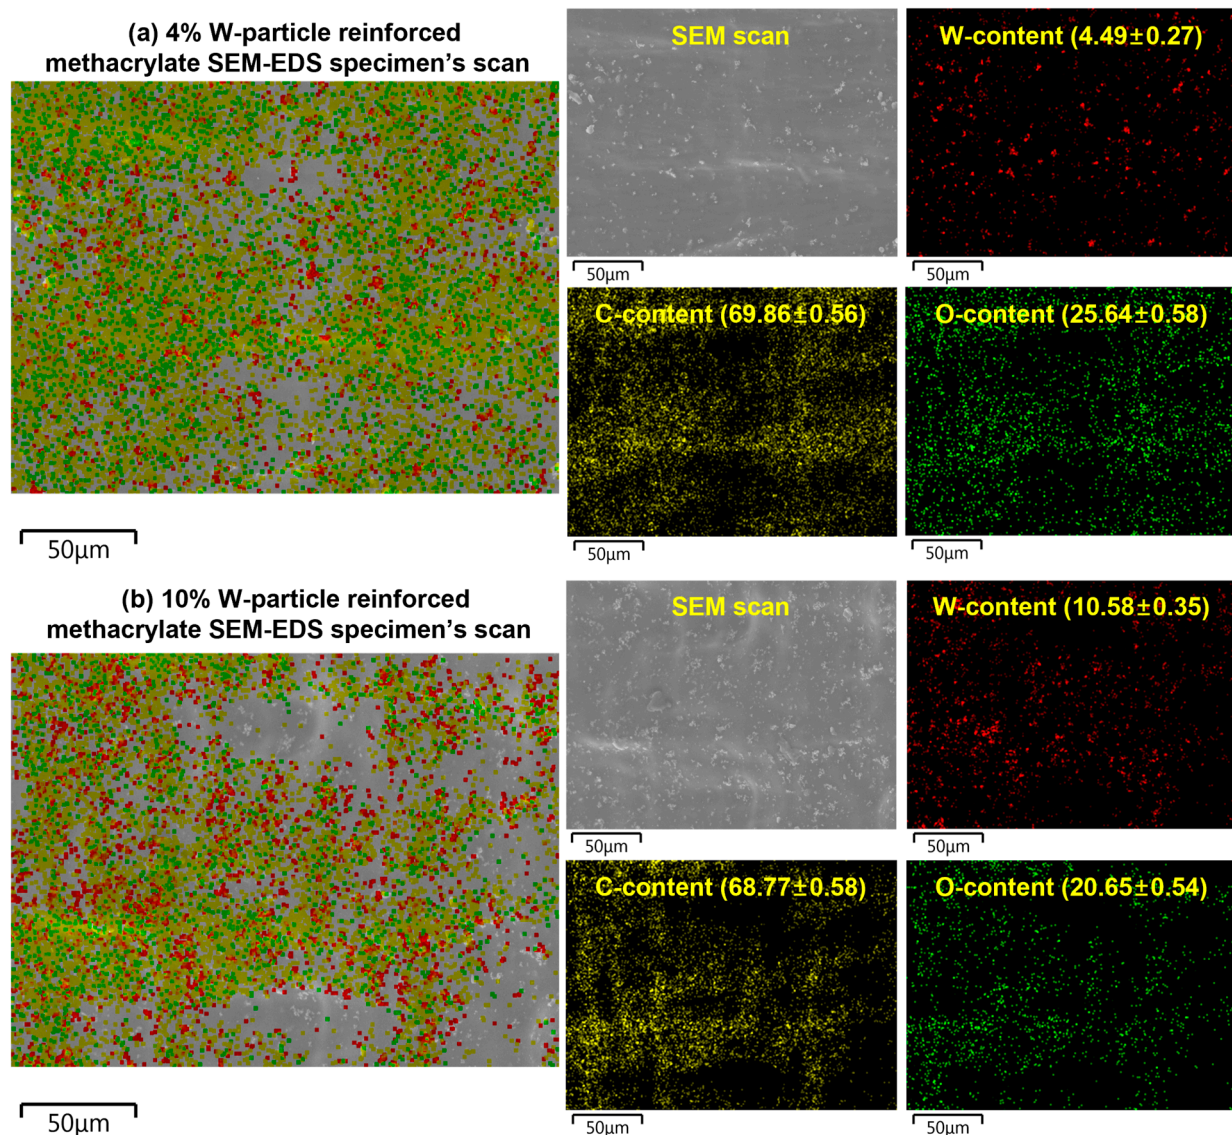 (a) 4% W-particle reinforced
methacrylate SEM-EDS specimen's scan
50μm
SEM scan
50μm
W-content (4.49±0.27)
50μm
C-content (69.86±0.56)
50μm
O-content (25.64±0.58)
50μm
(b) 10% W-particle reinforced
methacrylate SEM-EDS specimen's scan
50μm
SEM scan
50μm
W-content (10.58±0.35)
50μm
C-content (68.77±0.58)
50μm
O-content (20.65±0.54)
50μm